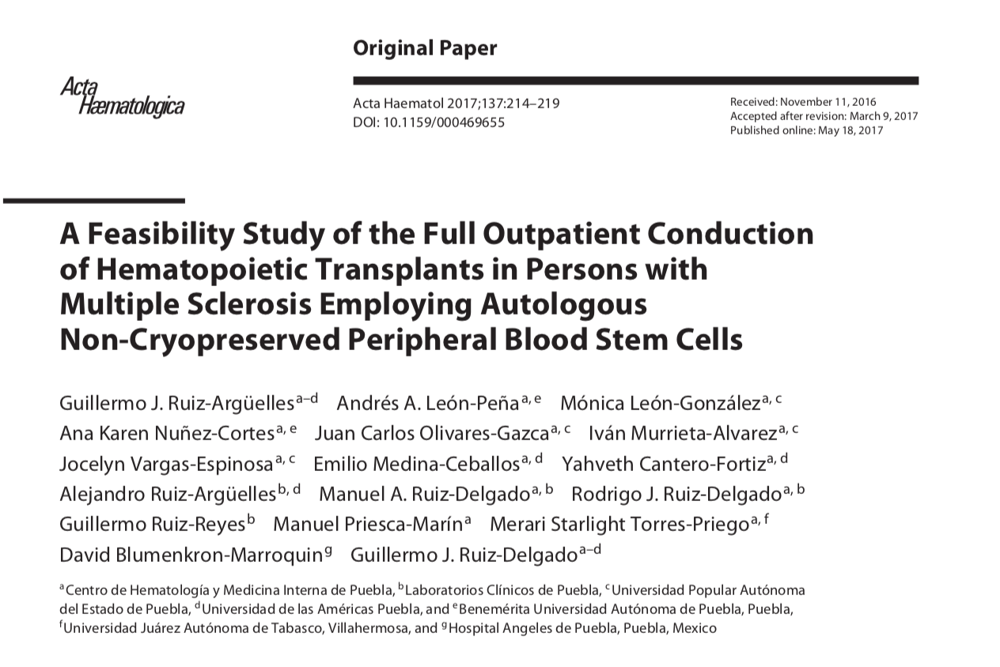 Original Paper
Acta
Hæmatologica
Acta Haematol 2017;137:214–219
DOI: 10.1159/000469655
Received: November 11, 2016
Accepted after revision: March 9, 2017
Published online: May 18, 2017
A Feasibility Study of the Full Outpatient Conduction
of Hematopoietic Transplants in Persons with
Multiple Sclerosis Employing Autologous
Non-Cryopreserved Peripheral Blood Stem Cells
Guillermo J. Ruiz-Argüelles a–d Andrés A. León-Peña a, e Mónica León-González a, c
Ana Karen Nuñez-Cortes a, e Juan Carlos Olivares-Gazca a, c Iván Murrieta-Alvarez a, c
Jocelyn Vargas-Espinosa a, c Emilio Medina-Ceballos a, d Yahveth Cantero-Fortiz a, d
Alejandro Ruiz-Argüelles b, d Manuel A. Ruiz-Delgado a, b Rodrigo J. Ruiz-Delgado a, b
Guillermo Ruiz-Reyes b Manuel Priesca-Marín a Merari Starlight Torres-Priego a, f
David Blumenkron-Marroquin g Guillermo J. Ruiz-Delgado a–d
a Centro de Hematología y Medicina Interna de Puebla, b Laboratorios Clínicos de Puebla, c Universidad Popular Autónoma
del Estado de Puebla, d Universidad de las Américas Puebla, and e Benemérita Universidad Autónoma de Puebla, Puebla,
f Universidad Juárez Autónoma de Tabasco, Villahermosa, and g Hospital Angeles de Puebla, Puebla, Mexico